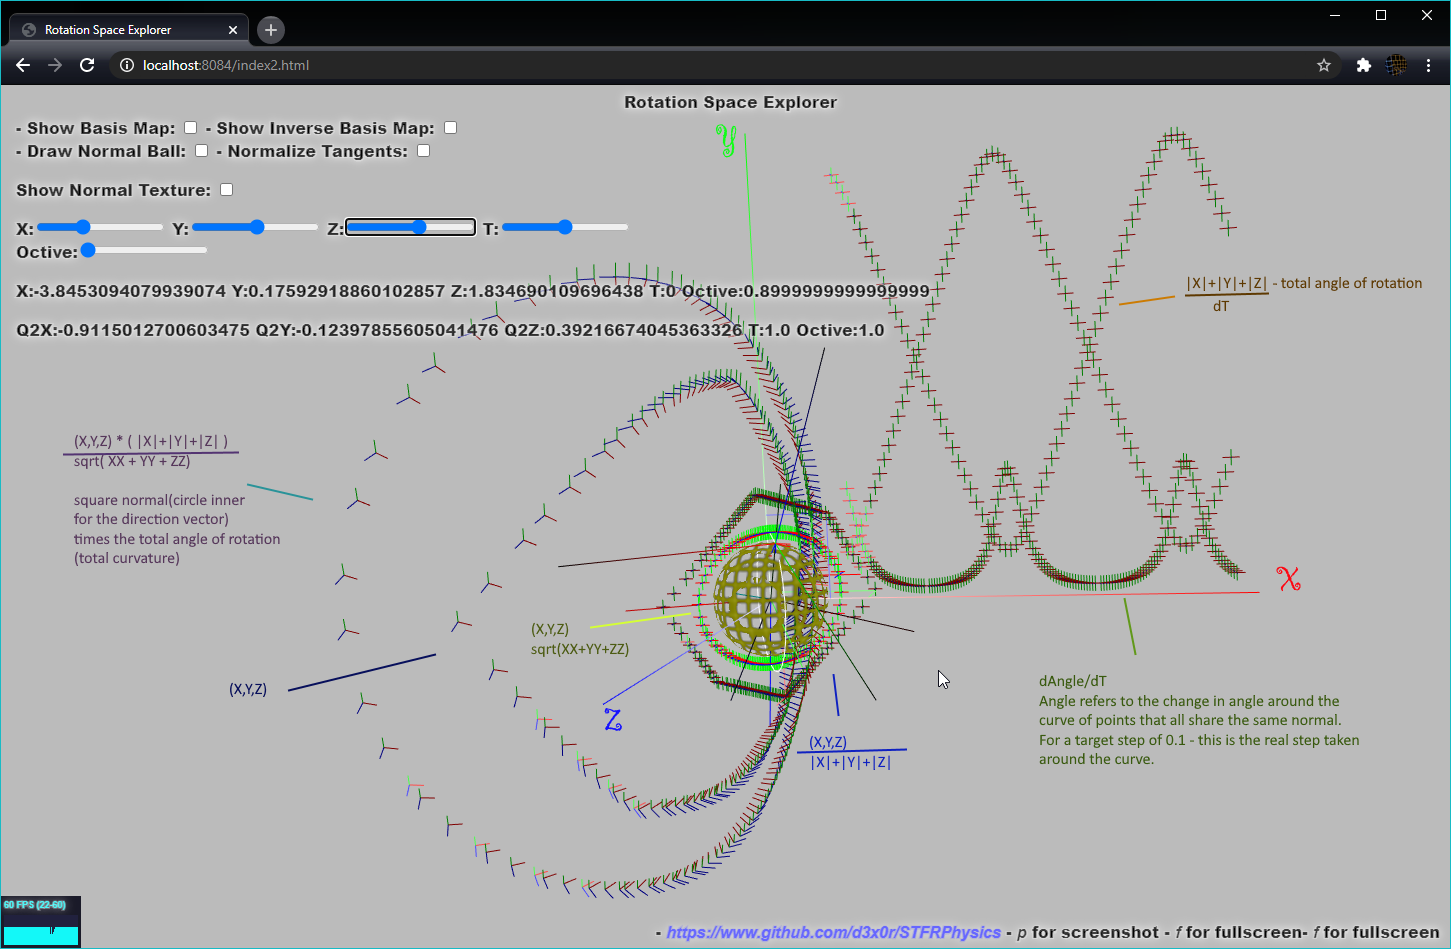 Rotation Space Explorer
localhost:8084/index2.html
Rotation Space Explorer
- Show Basis Map: - Show Inverse Basis Map:
- Draw Normal Ball: - Normalize Tangents:
Show Normal Texture:
X: Y: Z: T:
Octive:
X:-3.8453094079939074 Y:0.17592918860102857 Z:1.834690109696438 T:0 Octive:0.8999999999999999
Q2X:-0.9115012700603475 Q2Y:-0.12397855605041476 Q2Z:0.39216674045363326 T:1.0 Octive:1.0
Y
|X|+|Y|+|Z| - total angle of rotation
dT
(X,Y,Z) * ( |X|+|Y|+|Z| )
sqrt( XX + YY + ZZ)
square normal(circle inner
for the direction vector)
times the total angle of rotation
(total curvature)
X
(X,Y,Z)
sqrt(XX+YY+ZZ)
(X,Y,Z)
Z
(X,Y,Z)
|X|+|Y|+|Z|
dAngle/dT
Angle refers to the change in angle around the
curve of points that all share the same normal.
For a target step of 0.1 - this is the real step taken
around the curve.
60 FPS (22-60)
- https://www.github.com/d3x0r/STFRPhysics - p for screenshot - f for fullscreen- f for fullscreen